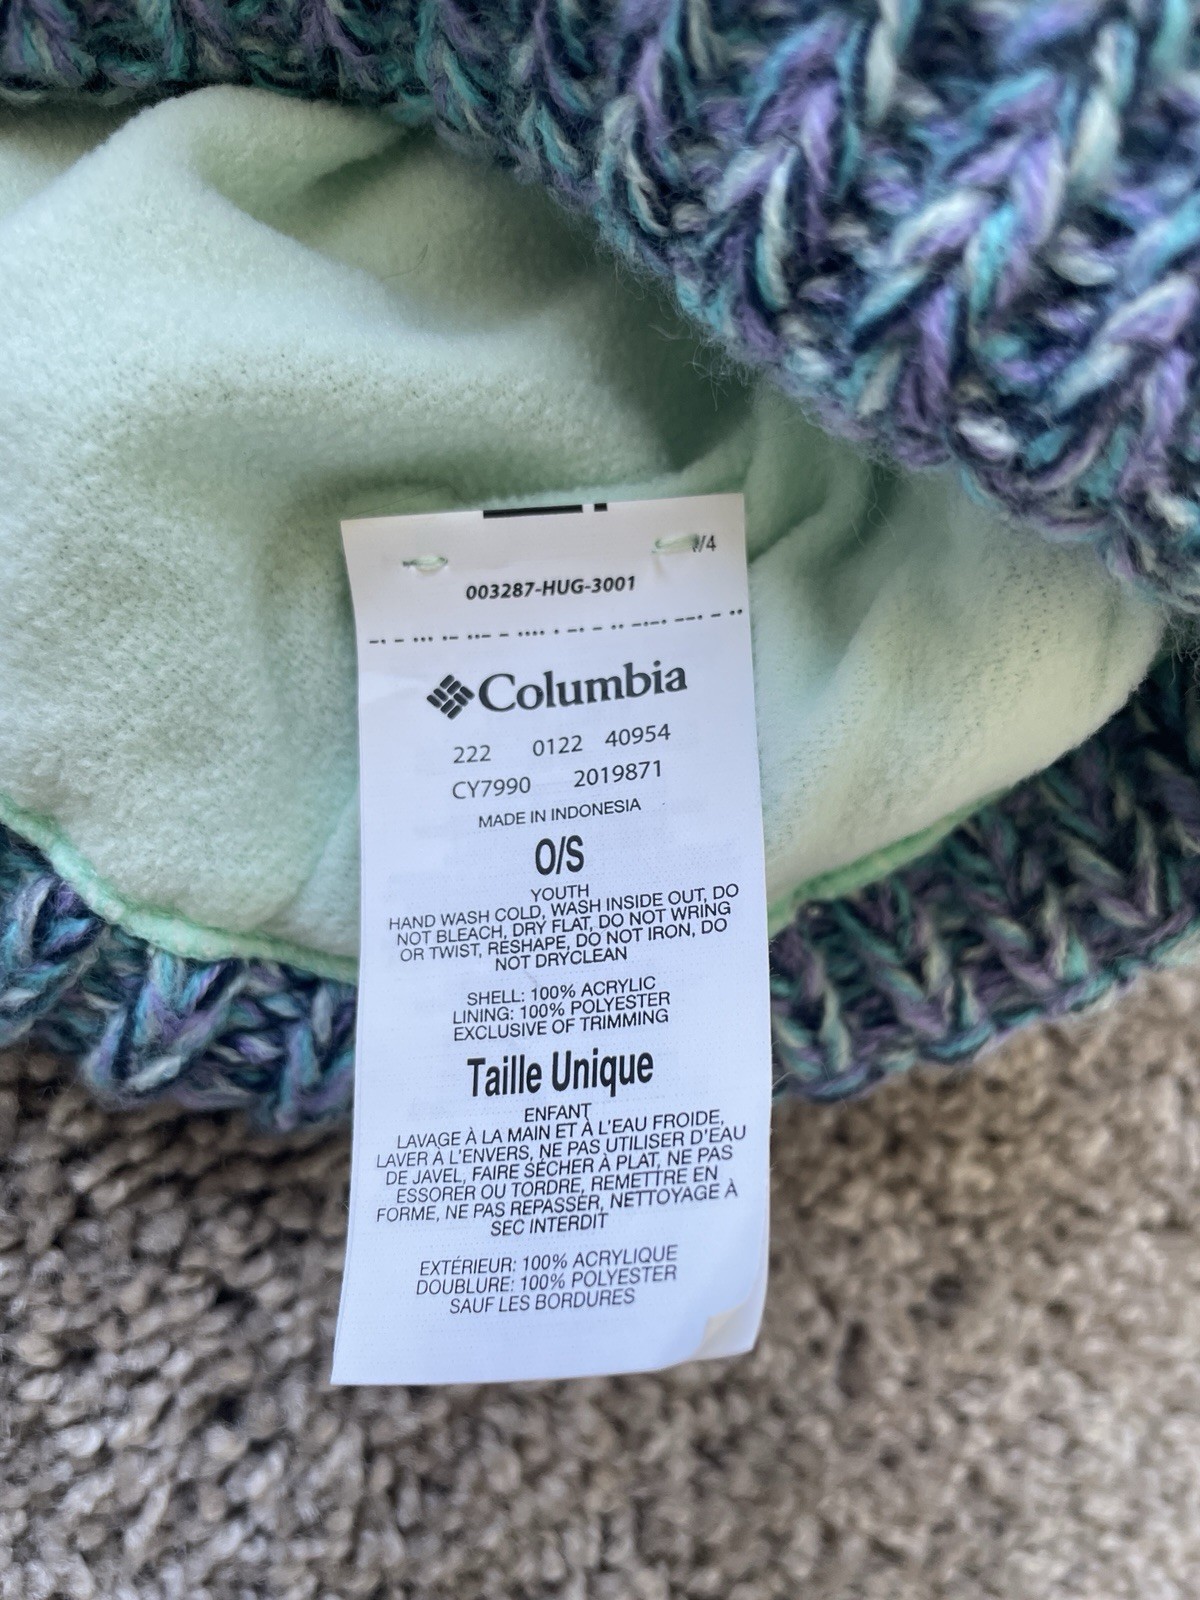 /4
003287-HUG-3001
Columbia
222 0122 40954
CY7990 2019871
MADE IN INDONESIA
O/S
YOUTH
HAND WASH COLD, WASH INSIDE OUT, DO
NOT BLEACH, DRY FLAT, DO NOT WRING
OR TWIST, RESHAPE, DO NOT IRON, DO
NOT DRYCLEAN
SHELL: 100% ACRYLIC
LINING: 100% POLYESTER
EXCLUSIVE OF TRIMMING
Taille Unique
ENFANT
LAVAGE À LA MAIN ET À L'EAU FROIDE,
LAVER À L'ENVERS, NE PAS UTILISER D'EAU
DE JAVEL, FAIRE SÉCHER À PLAT, NE PAS
ESSORER OU TORDRE, REMETTRE EN
FORME, NE PAS REPASSER, NETTOYAGE À
SEC INTERDIT
EXTÉRIEUR: 100% ACRYLIQUE
DOUBLURE: 100% POLYESTER
SAUF LES BORDURES